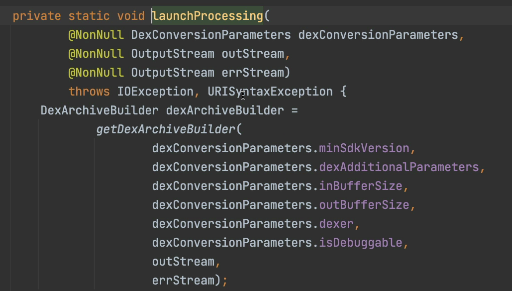 private static void launchProcessing(
@NonNull DexConversionParameters dexConversionParameters,
@NonNull OutputStream outStream,
@NonNull OutputStream errStream)
throws IOException, URISyntaxException {
DexArchiveBuilder dexArchiveBuilder =
getDexArchiveBuilder(
dexConversionParameters.minSdkVersion,
dexConversionParameters.dexAdditionalParameters,
dexConversionParameters.inBufferSize,
dexConversionParameters.outBufferSize,
dexConversionParameters.dexer,
dexConversionParameters.isDebuggable,
outStream,
errStream);